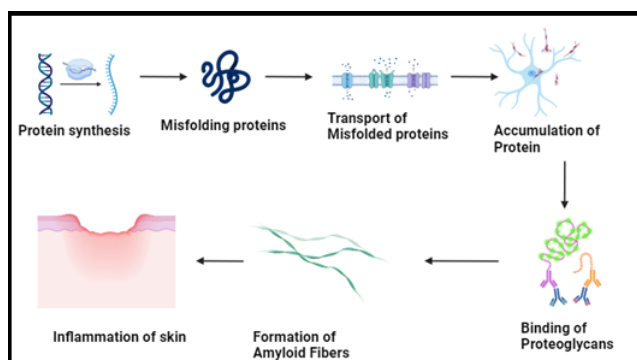 Protein synthesis
Misfolding proteins
Transport of
Misfolded proteins
Accumulation of
Protein
Inflammation of skin
Formation of
Amyloid Fibers
Binding of
Proteoglycans